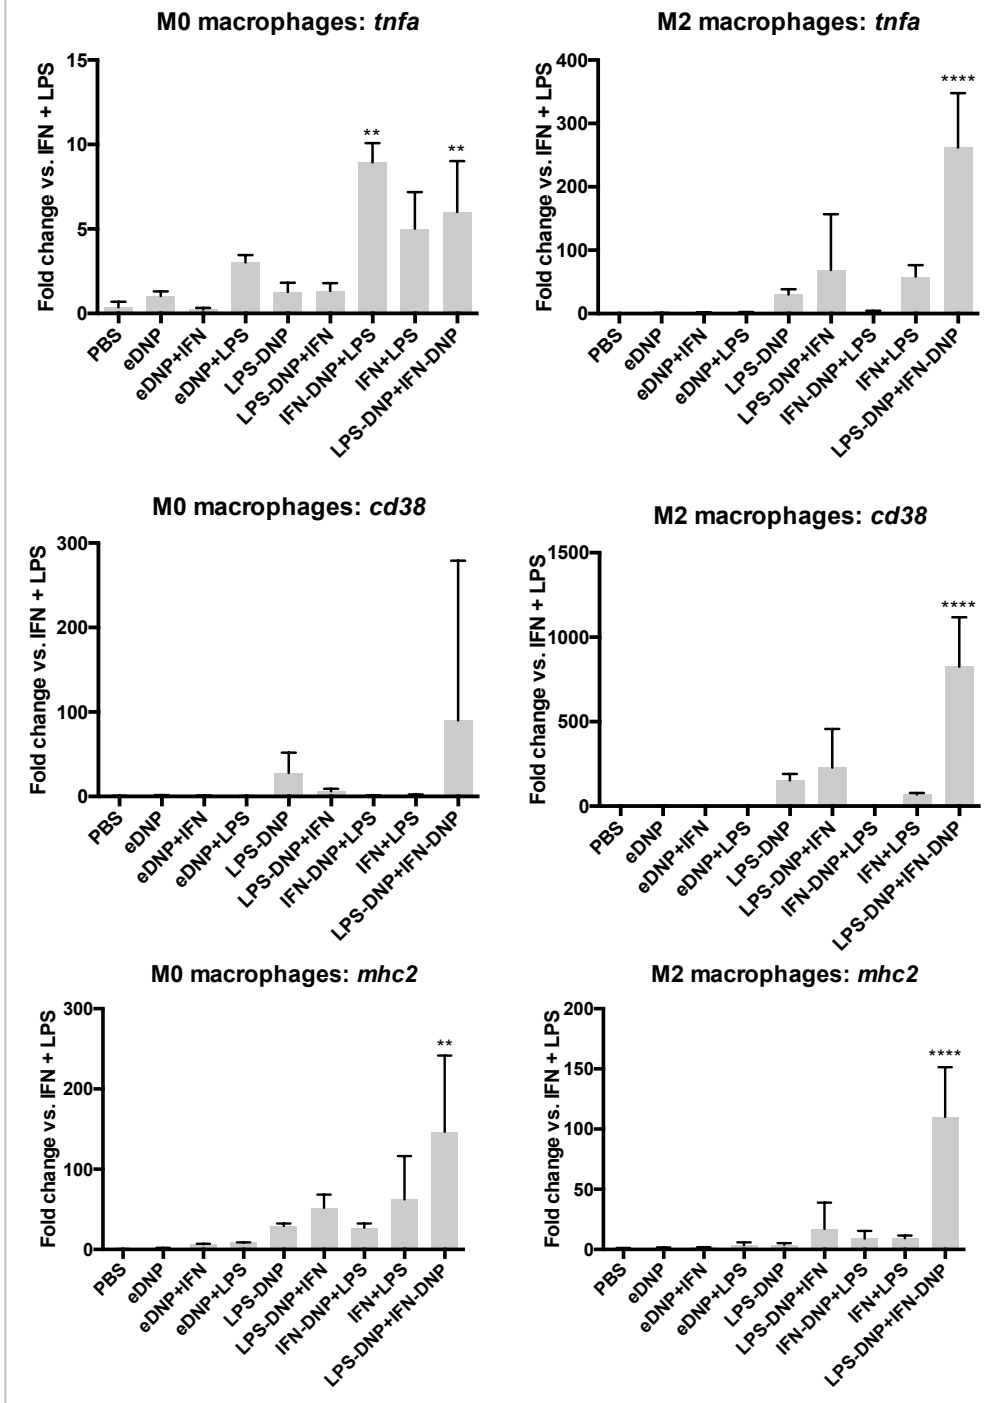 M0 macrophages: tnfa
Fold change vs. IFN + LPS
15
10
5
0
**
**
PBS
eDNP
eDNP+IFN
eDNP+LPS
LPS-DNP
LPS-DNP+IFN
IFN-DNP+LPS
IFN+LPS
LPS-DNP+IFN-DNP
M2 macrophages: tnfa
Fold change vs. IFN + LPS
400
300
200
100
0
****
PBS
eDNP
eDNP+IFN
eDNP+LPS
LPS-DNP
LPS-DNP+IFN
IFN-DNP+LPS
IFN+LPS
LPS-DNP+IFN-DNP
M0 macrophages: cd38
Fold change vs. IFN + LPS
300
200
100
0
PBS
eDNP
eDNP+IFN
eDNP+LPS
LPS-DNP
LPS-DNP+IFN
IFN-DNP+LPS
IFN+LPS
LPS-DNP+IFN-DNP
M2 macrophages: cd38
Fold change vs. IFN + LPS
1500
1000
500
0
****
PBS
eDNP
eDNP+IFN
eDNP+LPS
LPS-DNP
LPS-DNP+IFN
IFN-DNP+LPS
IFN+LPS
LPS-DNP+IFN-DNP
M0 macrophages: mhc2
Fold change vs. IFN + LPS
300
200
100
0
**
PBS
eDNP
eDNP+IFN
eDNP+LPS
LPS-DNP
LPS-DNP+IFN
IFN-DNP+LPS
IFN+LPS
LPS-DNP+IFN-DNP
M2 macrophages: mhc2
Fold change vs. IFN + LPS
200
150
100
50
0
****
PBS
eDNP
eDNP+IFN
eDNP+LPS
LPS-DNP
LPS-DNP+IFN
IFN-DNP+LPS
IFN+LPS
LPS-DNP+IFN-DNP